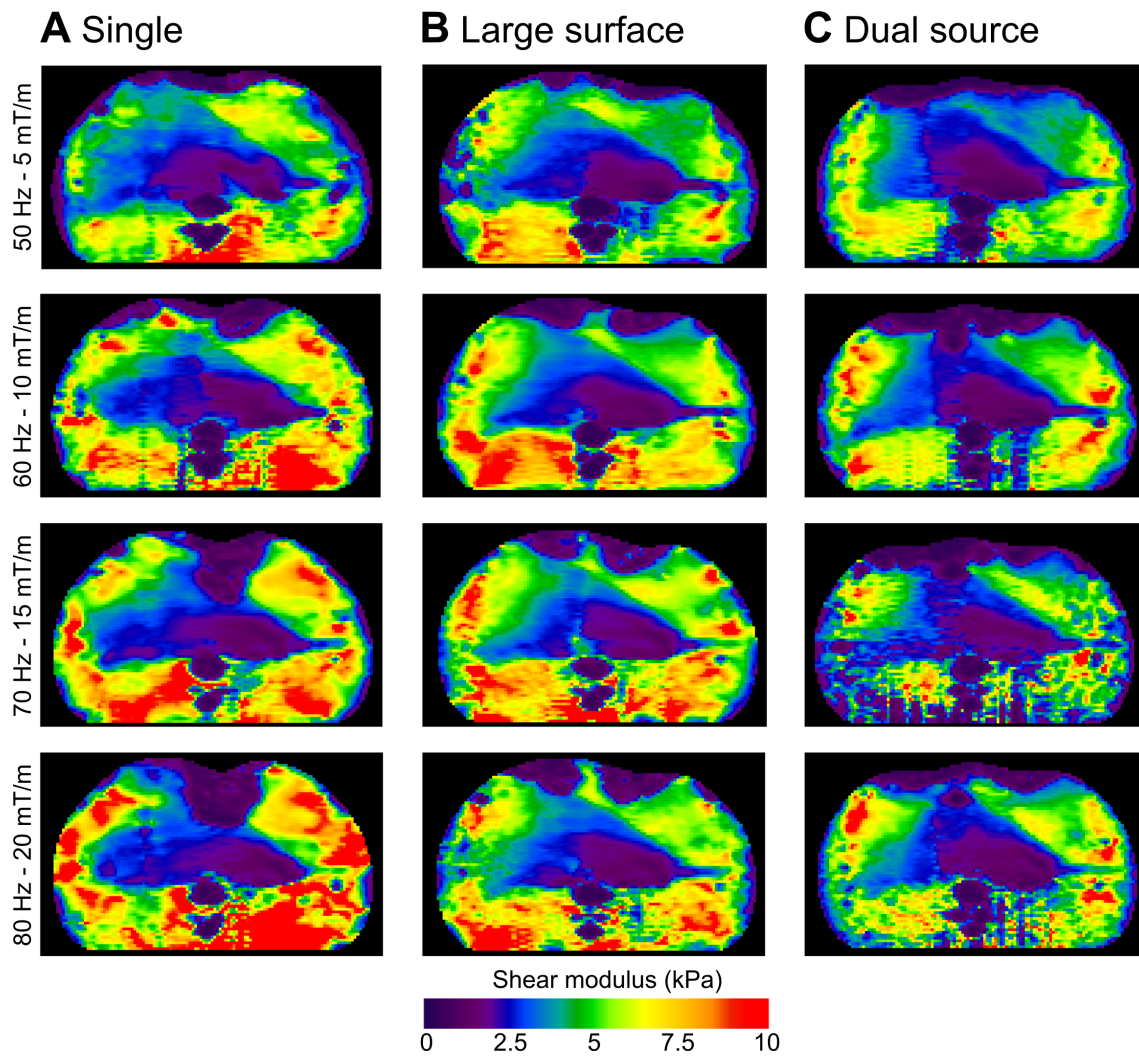 A Single
B Large surface
C Dual source
50 Hz - 5 mT/m
60 Hz - 10 mT/m
70 Hz - 15 mT/m
80 Hz - 20 mT/m
Shear modulus (kPa)
0 2.5 5 7.5 10